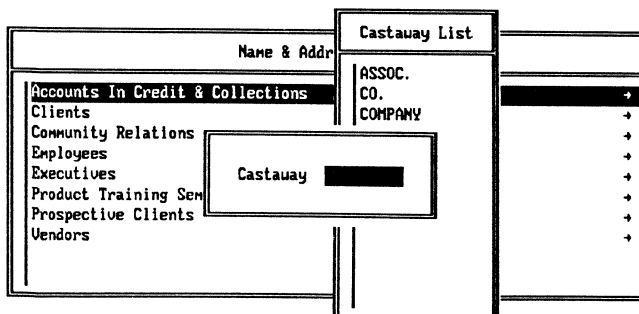 Castaway List
Name & Addr
ASSOC.
CO.
COMPANY
Accounts In Credit & Collections
Clients
Community Relations
Employees
Executives
Product Training Sem
Prospective Clients
Vendors
Castaway